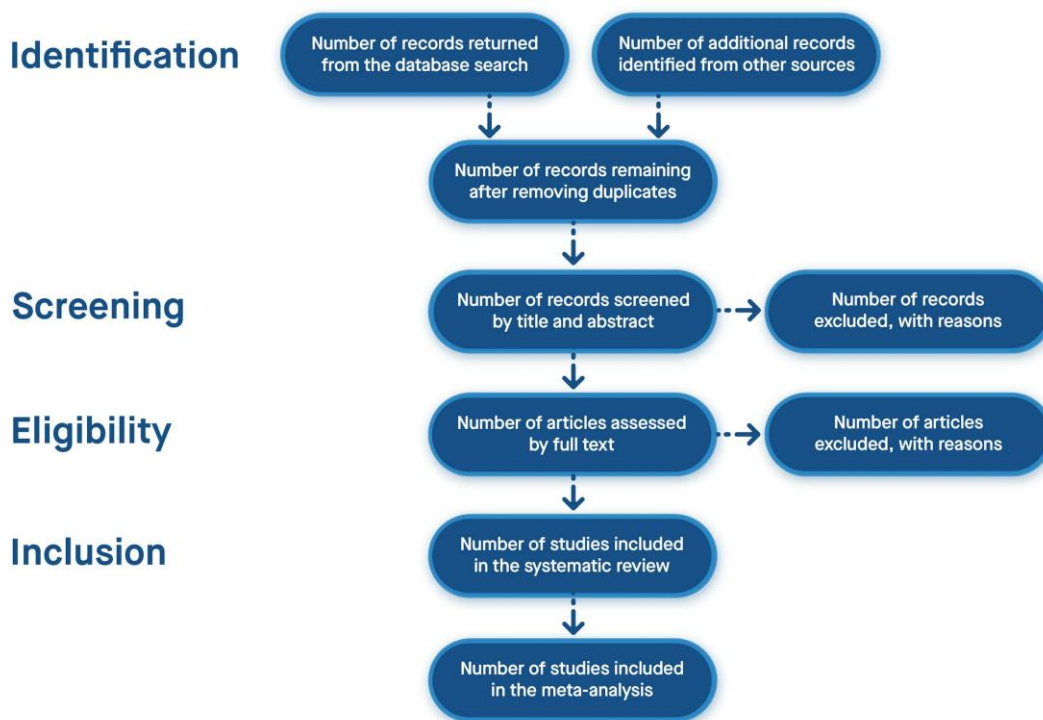 Identification
Number of records returned
from the database search
Number of additional records
identified from other sources
Number of records remaining
after removing duplicates
Screening
Number of records screened
by title and abstract
Number of records
excluded, with reasons
Eligibility
Number of articles assessed
by full text
Number of articles
excluded, with reasons
Inclusion
Number of studies included
in the systematic review
Number of studies included
in the meta-analysis